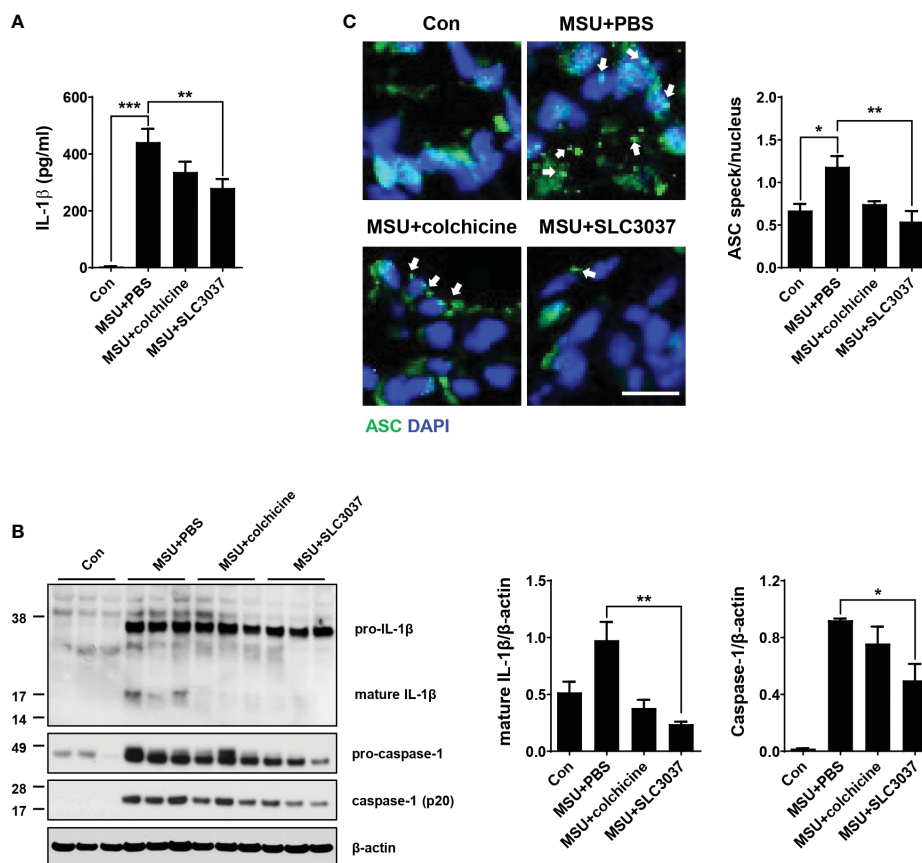 A
IL-1β (pg/ml)
600
400
200
0
***
**
Con
MSU+PBS
MSU+colchicine
MSU+SLC3037
C
Con
MSU+PBS
MSU+colchicine
MSU+SLC3037
ASC DAPI
ASC speck/nucleus
2.0
1.5
1.0
0.5
0.0
*
**
Con
MSU+PBS
MSU+colchicine
MSU+SLC3037
B
Con
MSU+PBS
MSU+colchicine
MSU+SLC3037
38
17
14
49
28
17
pro-IL-1β
mature IL-1β
pro-caspase-1
caspase-1 (p20)
β-actin
mature IL-1β/β-actin
1.5
1.0
0.5
0.0
**
Con
MSU+PBS
MSU+colchicine
MSU+SLC3037
Caspase-1/β-actin
1.2
0.8
0.4
0.0
*
Con
MSU+PBS
MSU+colchicine
MSU+SLC3037